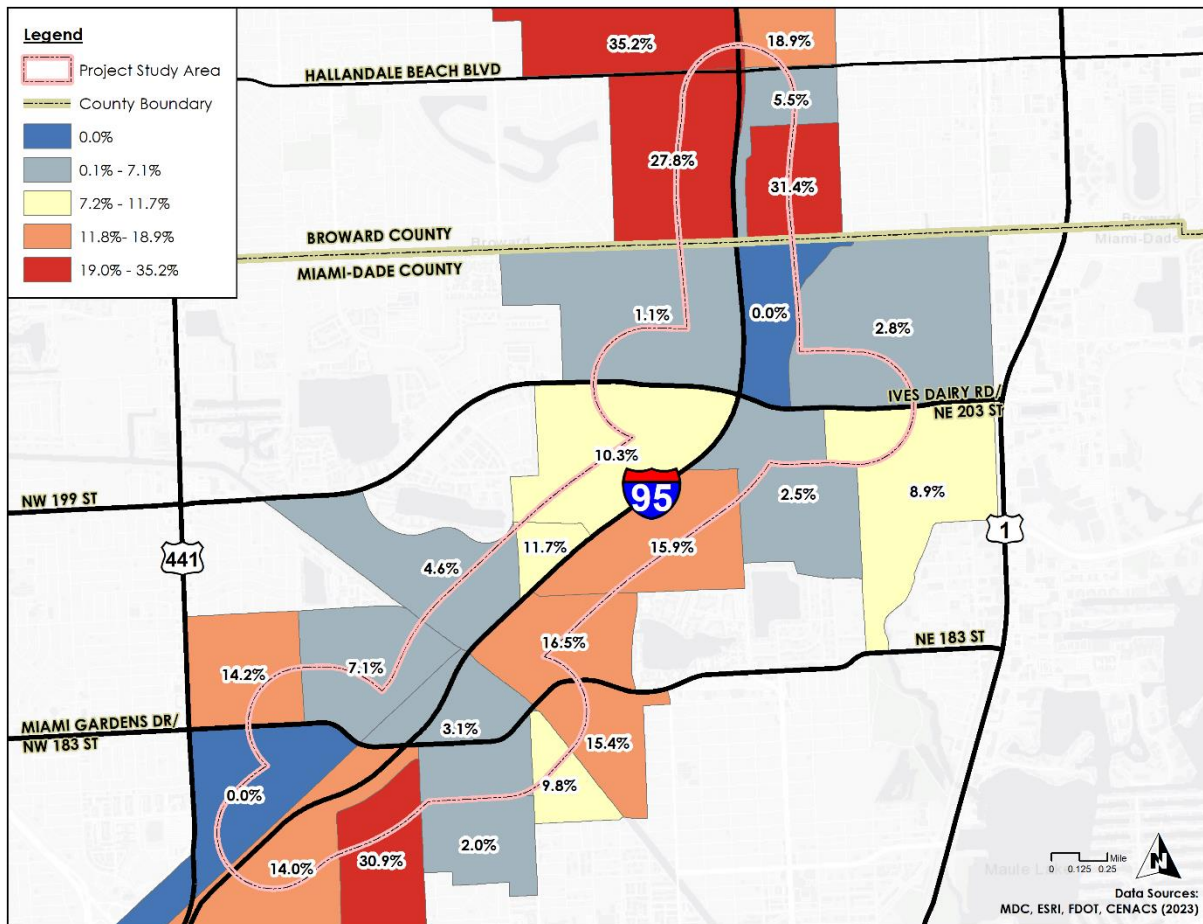 Legend
Project Study Area
County Boundary
0.0%
0.1% - 7.1%
7.2% - 11.7%
11.8%- 18.9%
19.0% - 35.2%
35.2%
18.9%
HALLANDALE BEACH BLVD
5.5%
27.8%
31.4%
BROWARD COUNTY
Broward
Broward
Miami-Dade
MIAMI-DADE COUNTY
1.1%
0.0%
2.8%
IVES DAIRY RD/
NE 203 ST
10.3%
95
2.5%
8.9%
NW 199 ST
441
1
11.7%
15.9%
4.6%
16.5%
NE 183 ST
14.2%
7.1%
MIAMI GARDENS DR/
NW 183 ST
3.1%
15.4%
9.8%
0.0%
2.0%
14.0%
30.9%
Mile
0 0.125 0.25
N
Maule Lake
Data Sources:
MDC, ESRI, FDOT, CENACS (2023)